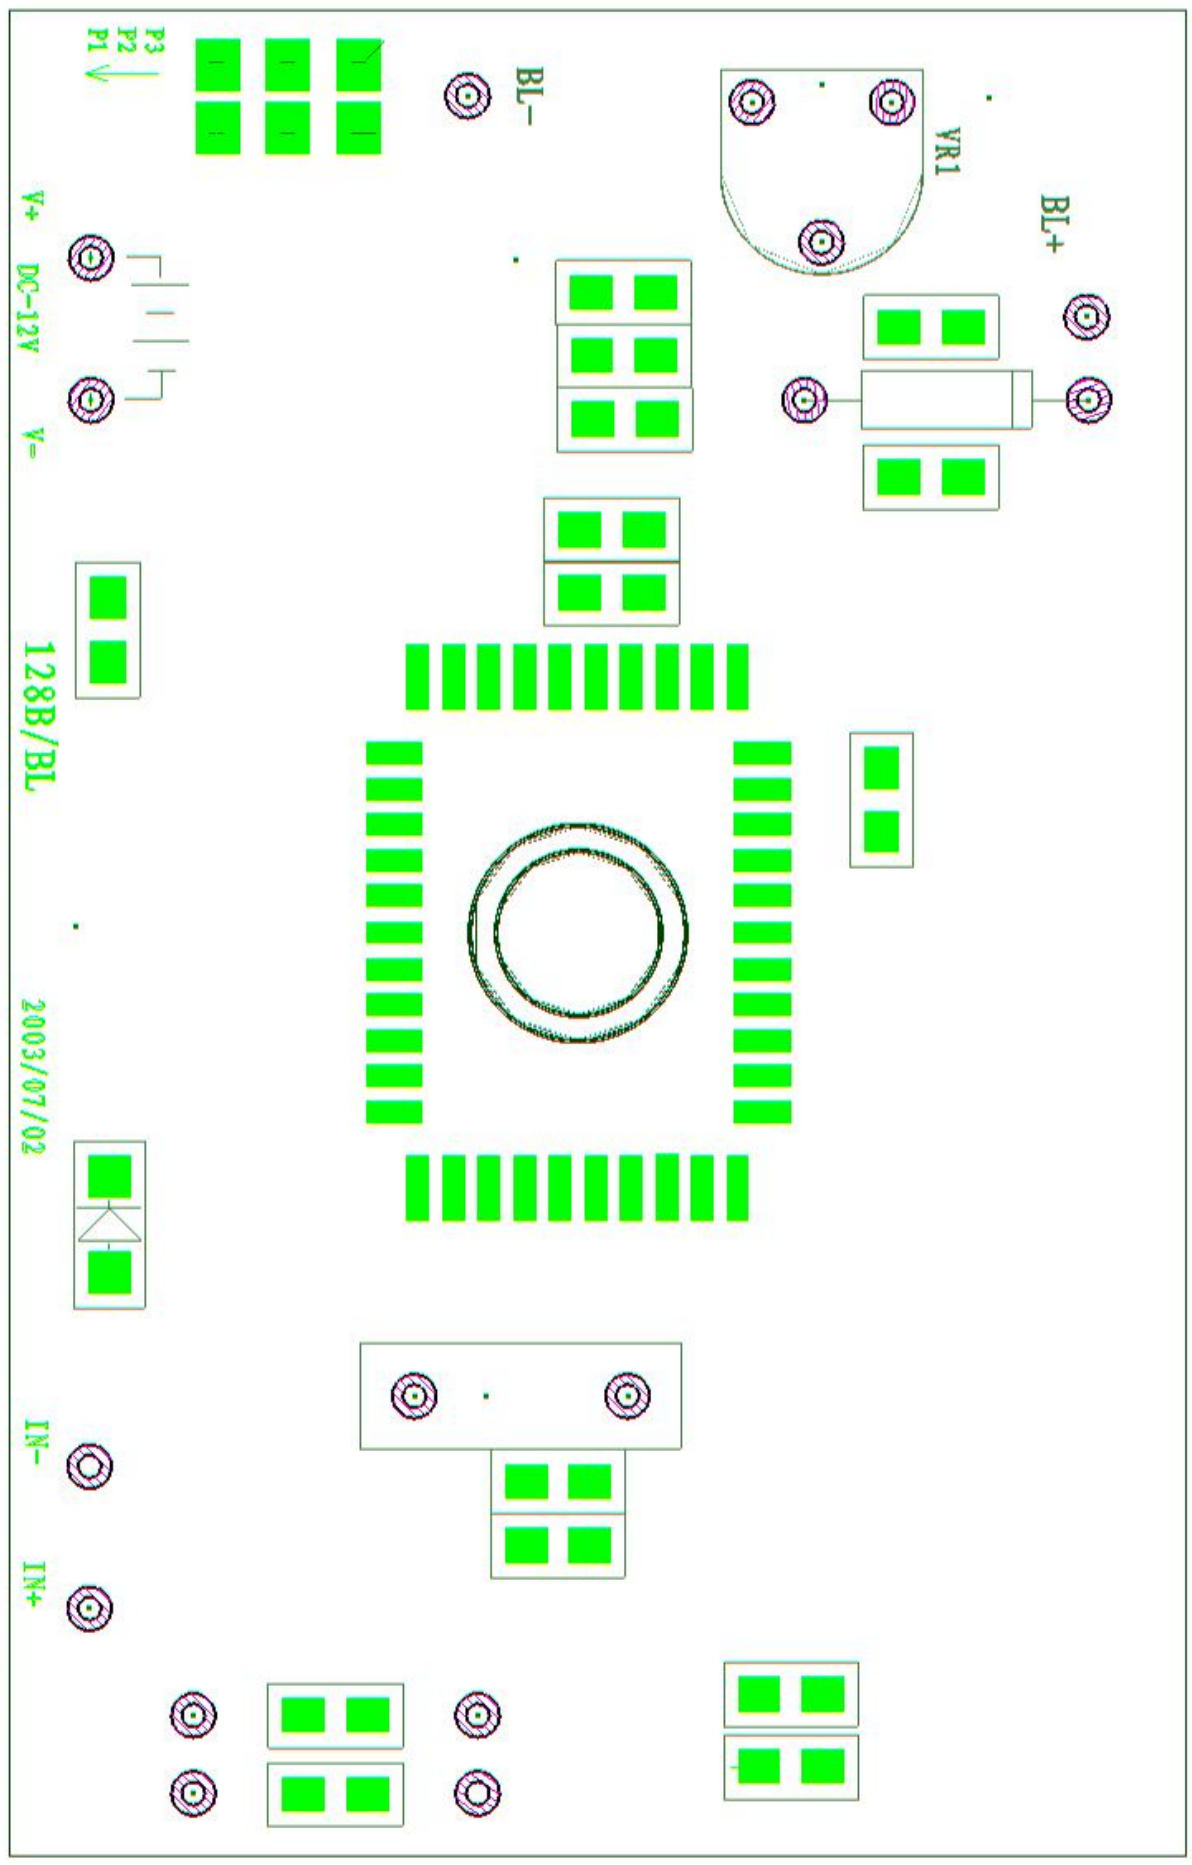 P3
P2
P1
BL-
VR1
BL+
V+
DC-12V
V-
128B/BL
2003/07/02
IN-
IN+